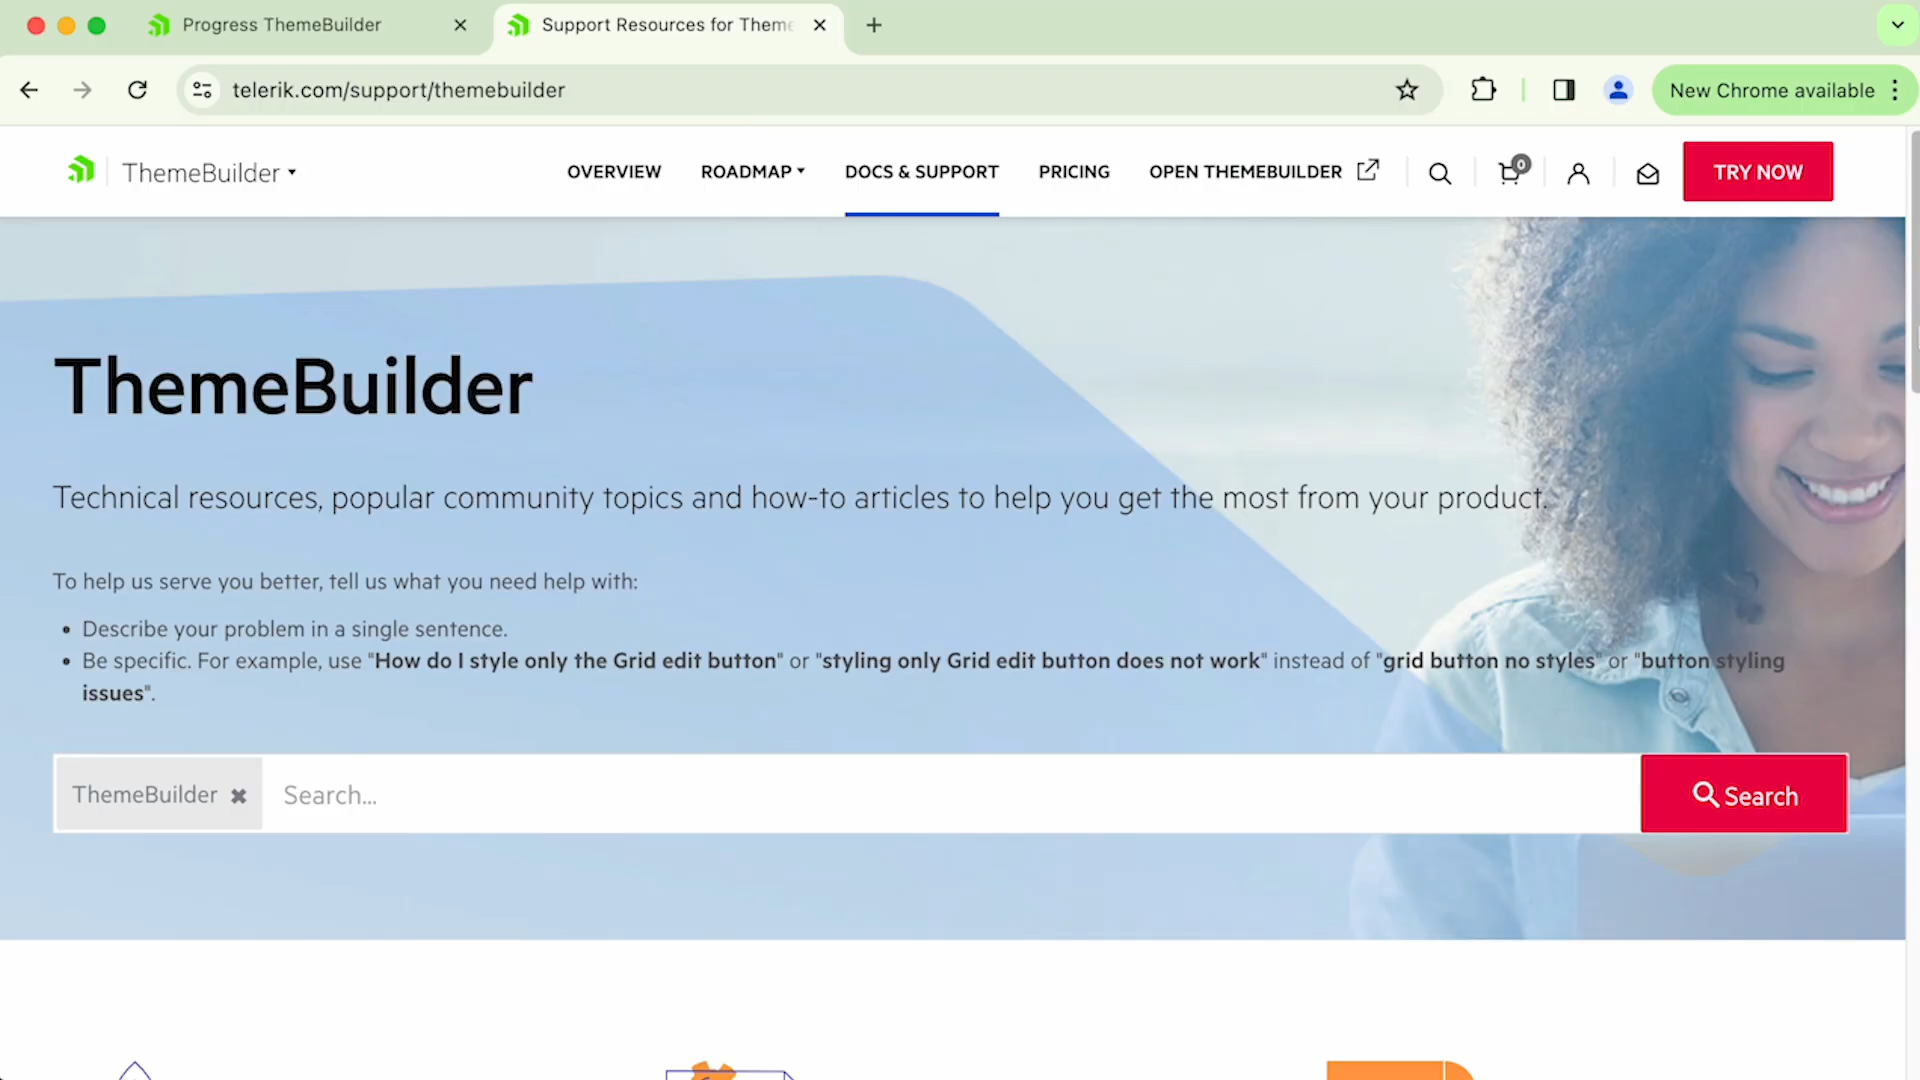 Progress ThemeBuilder
Support Resources for Theme
telerik.com/support/themebuilder
New Chrome available
ThemeBuilder
OVERVIEW
ROADMAP
DOCS & SUPPORT
PRICING
OPEN THEMEBUILDER
0
TRY NOW
ThemeBuilder
Technical resources, popular community topics and how-to articles to help you get the most from your product.
To help us serve you better, tell us what you need help with:
• Describe your problem in a single sentence.
• Be specific. For example, use "How do I style only the Grid edit button" or "styling only Grid edit button does not work" instead of "grid button no styles" or "button styling
issues".
ThemeBuilder
Search...
Search